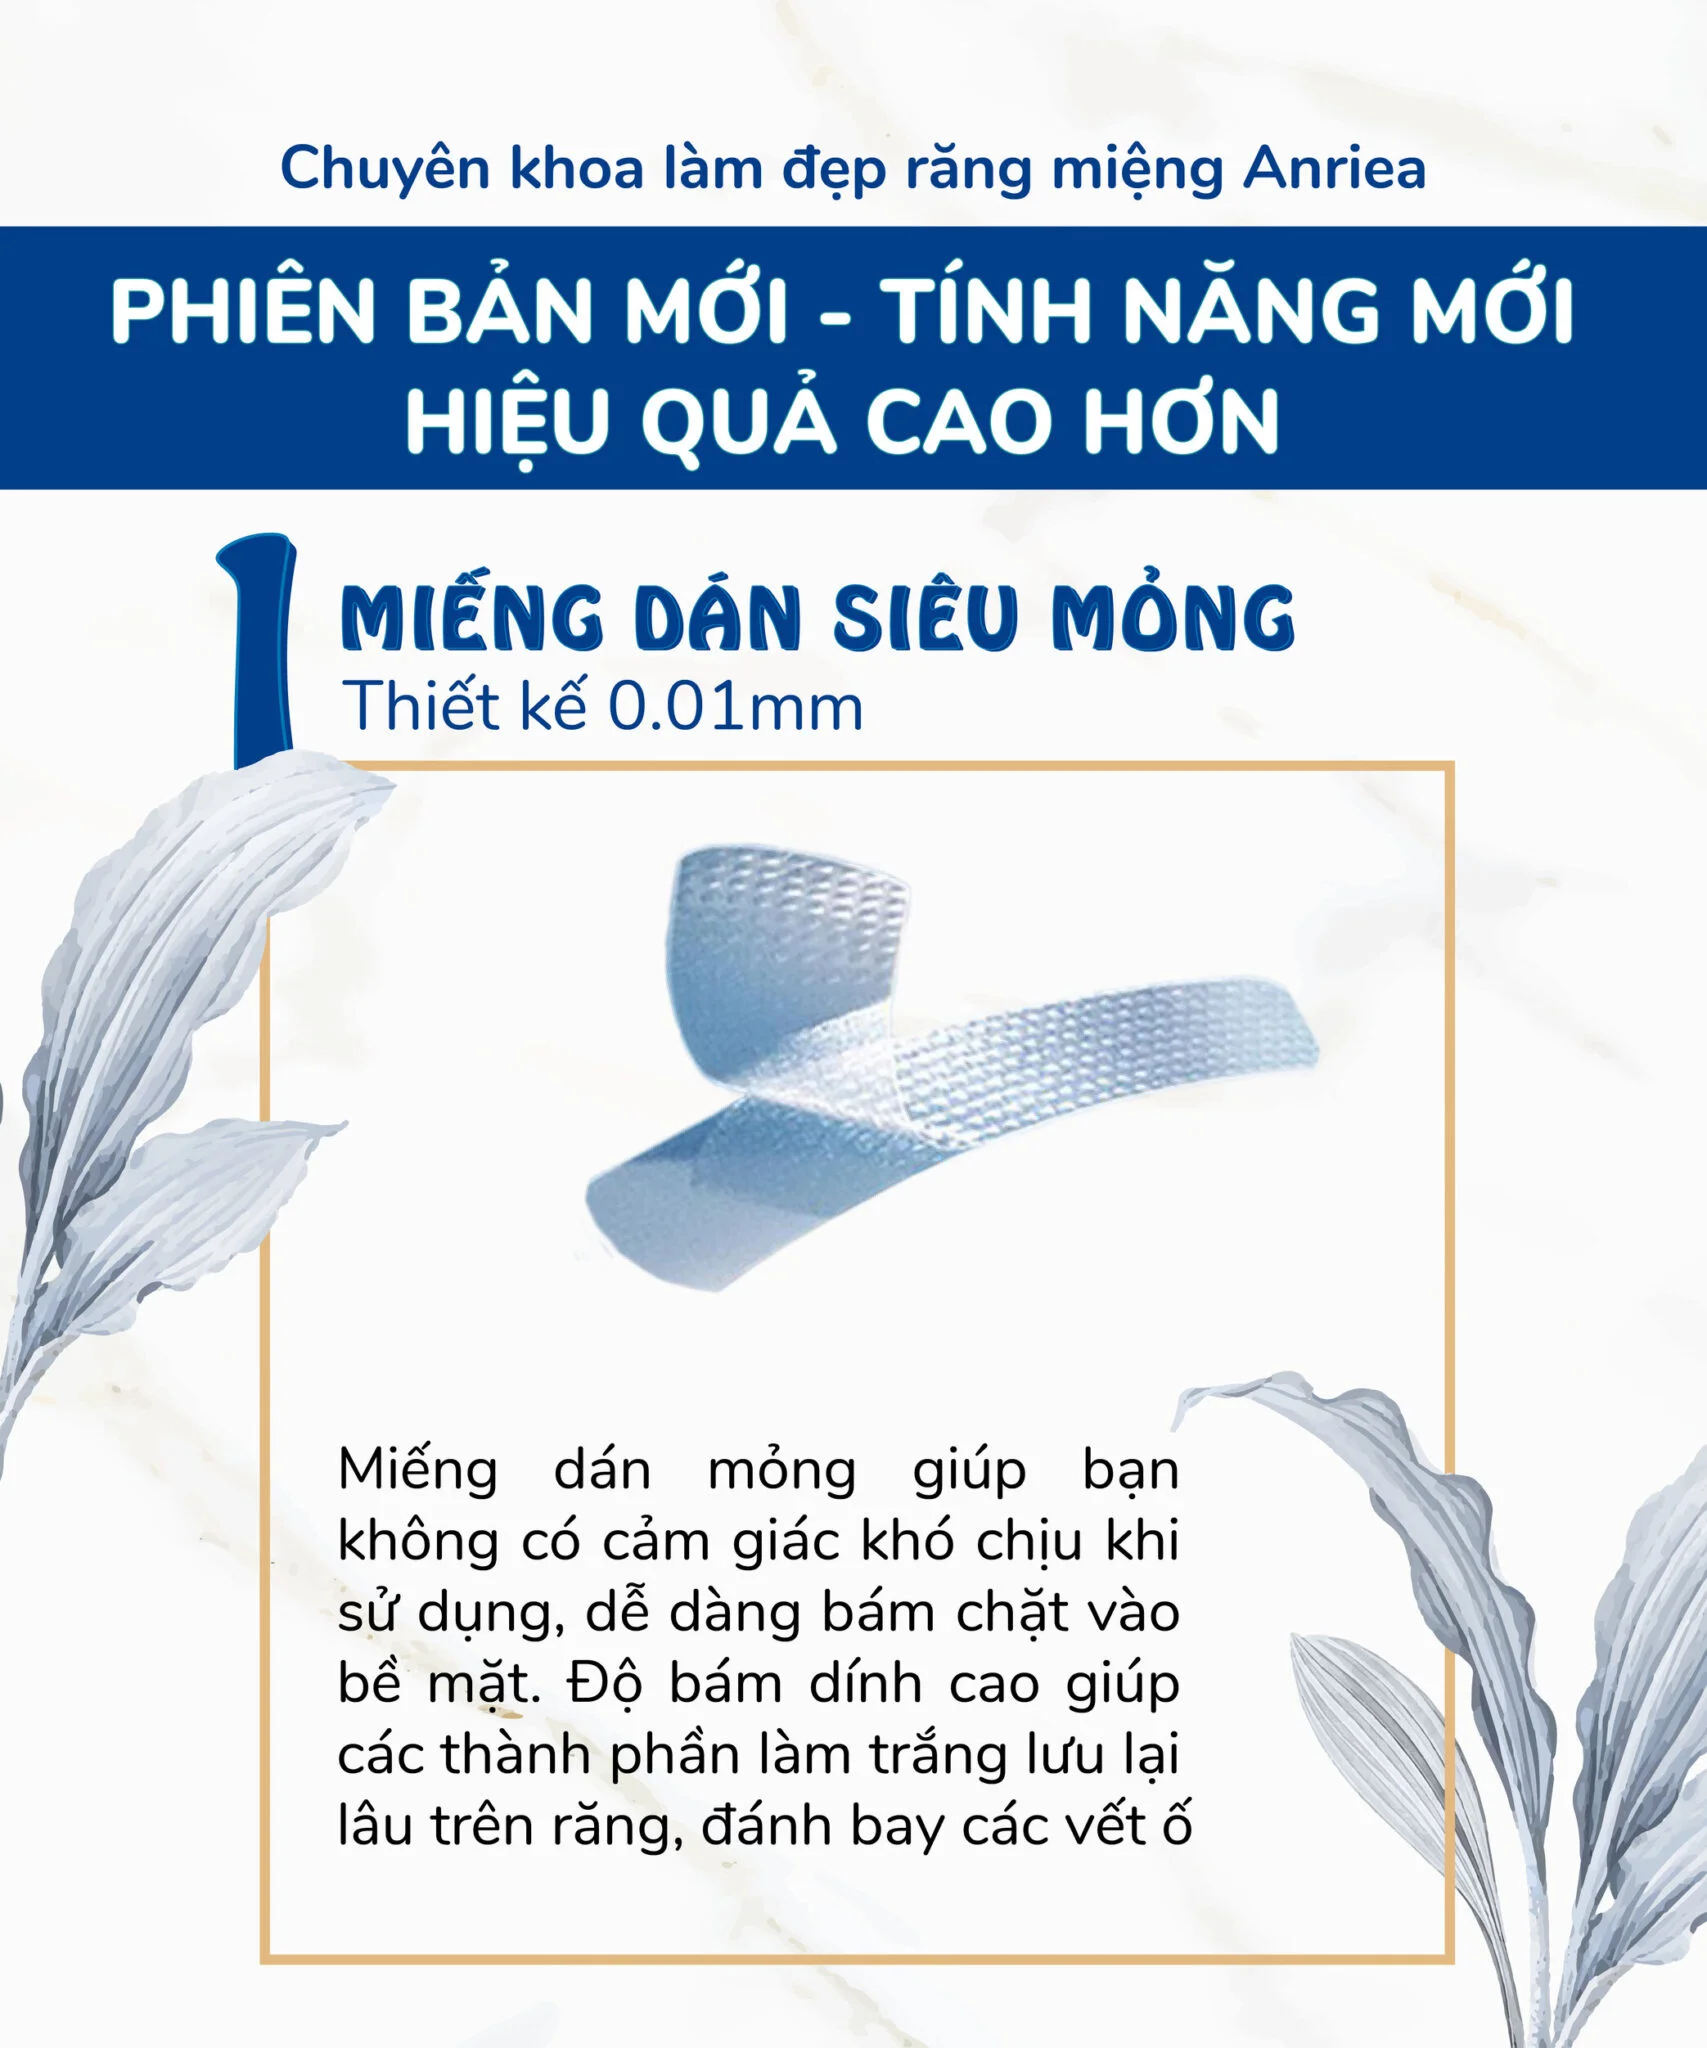 Chuyên khoa làm đẹp răng miệng Anriea
PHIÊN BẢN MỚI - TÍNH NĂNG MỚI
HIỆU QUẢ CAO HƠN
1
MIẾNG DÁN SIÊU MỎNG
Thiết kế 0.01mm
Miếng dán mỏng giúp bạn
không có cảm giác khó chịu khi
sử dụng, dễ dàng bám chặt vào
bề mặt. Độ bám dính cao giúp
các thành phần làm trắng lưu lại
lâu trên răng, đánh bay các vết ố